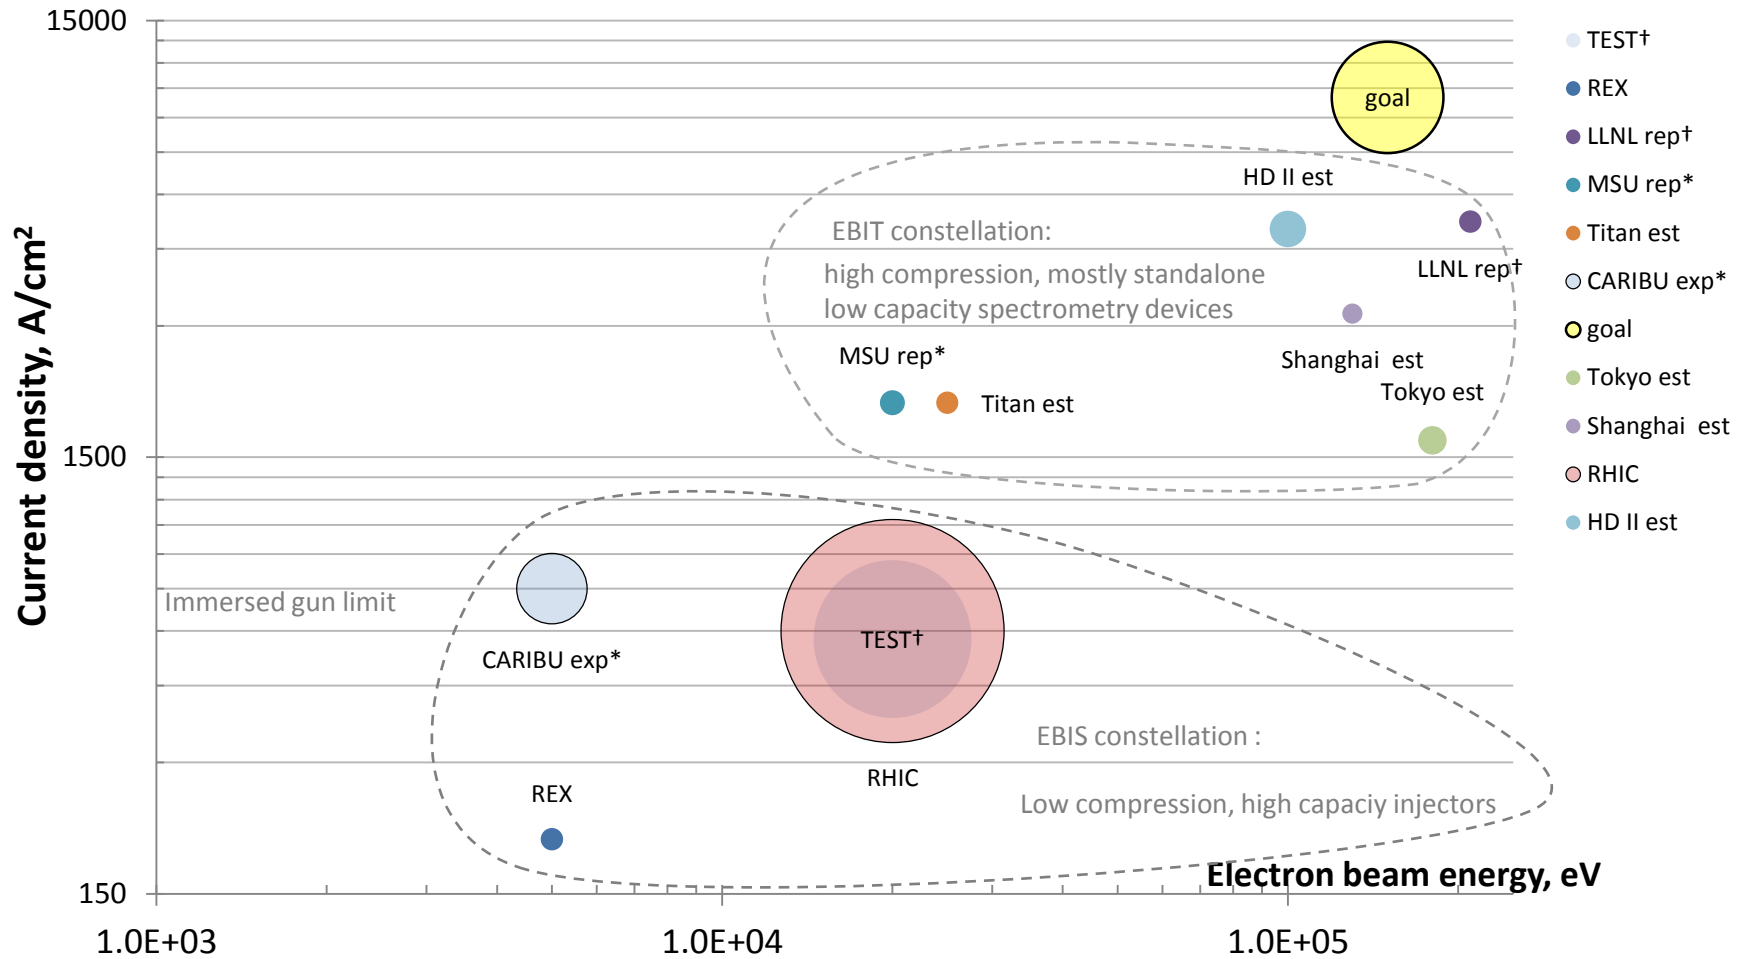 15000
TEST†
REX
LLNL rep†
MSU rep*
Titan est
CARIBU exp*
goal
Tokyo est
Shanghai est
RHIC
HD II est
goal
HD II est
EBIT constellation:
high compression, mostly standalone
low capacity spectrometry devices
LLNL rep†
MSU rep*
Shanghai est
Tokyo est
Titan est
Current density, A/cm²
1500
Immersed gun limit
CARIBU exp*
TEST†
EBIS constellation :
RHIC
REX
Low compression, high capaciy injectors
Electron beam energy, eV
150
1.0E+03
1.0E+04
1.0E+05